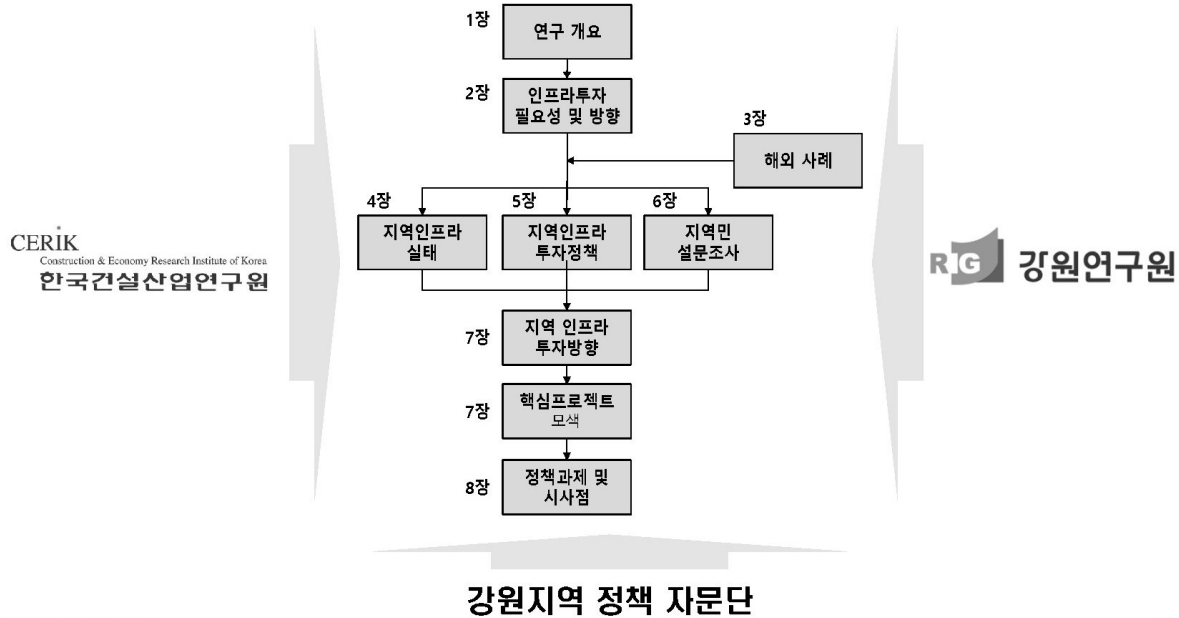 1장
연구 개요
2장
인프라투자
필요성 및 방향
3장
해외 사례
4장
지역인프라
실태
5장
지역인프라
투자정책
6장
지역민
설문조사
CERIK
Construction & Economy Research Institute of Korea
한국건설산업연구원
RIG 강원연구원
7장
지역 인프라
투자방향
7장
핵심프로젝트
모색
8장
정책과제 및
시사점
강원지역 정책 자문단